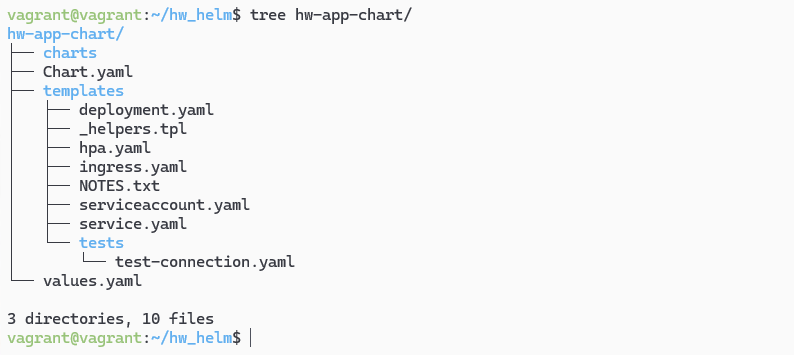 vagrant@vagrant:~/hw_helm$ tree hw-app-chart/
hw-app-chart/
├── charts
├── Chart.yaml
├── templates
│   ├── deployment.yaml
│   ├── _helpers.tpl
│   ├── hpa.yaml
│   ├── ingress.yaml
│   ├── NOTES.txt
│   ├── serviceaccount.yaml
│   ├── service.yaml
│   └── tests
│       └── test-connection.yaml
└── values.yaml

3 directories, 10 files
vagrant@vagrant:~/hw_helm$